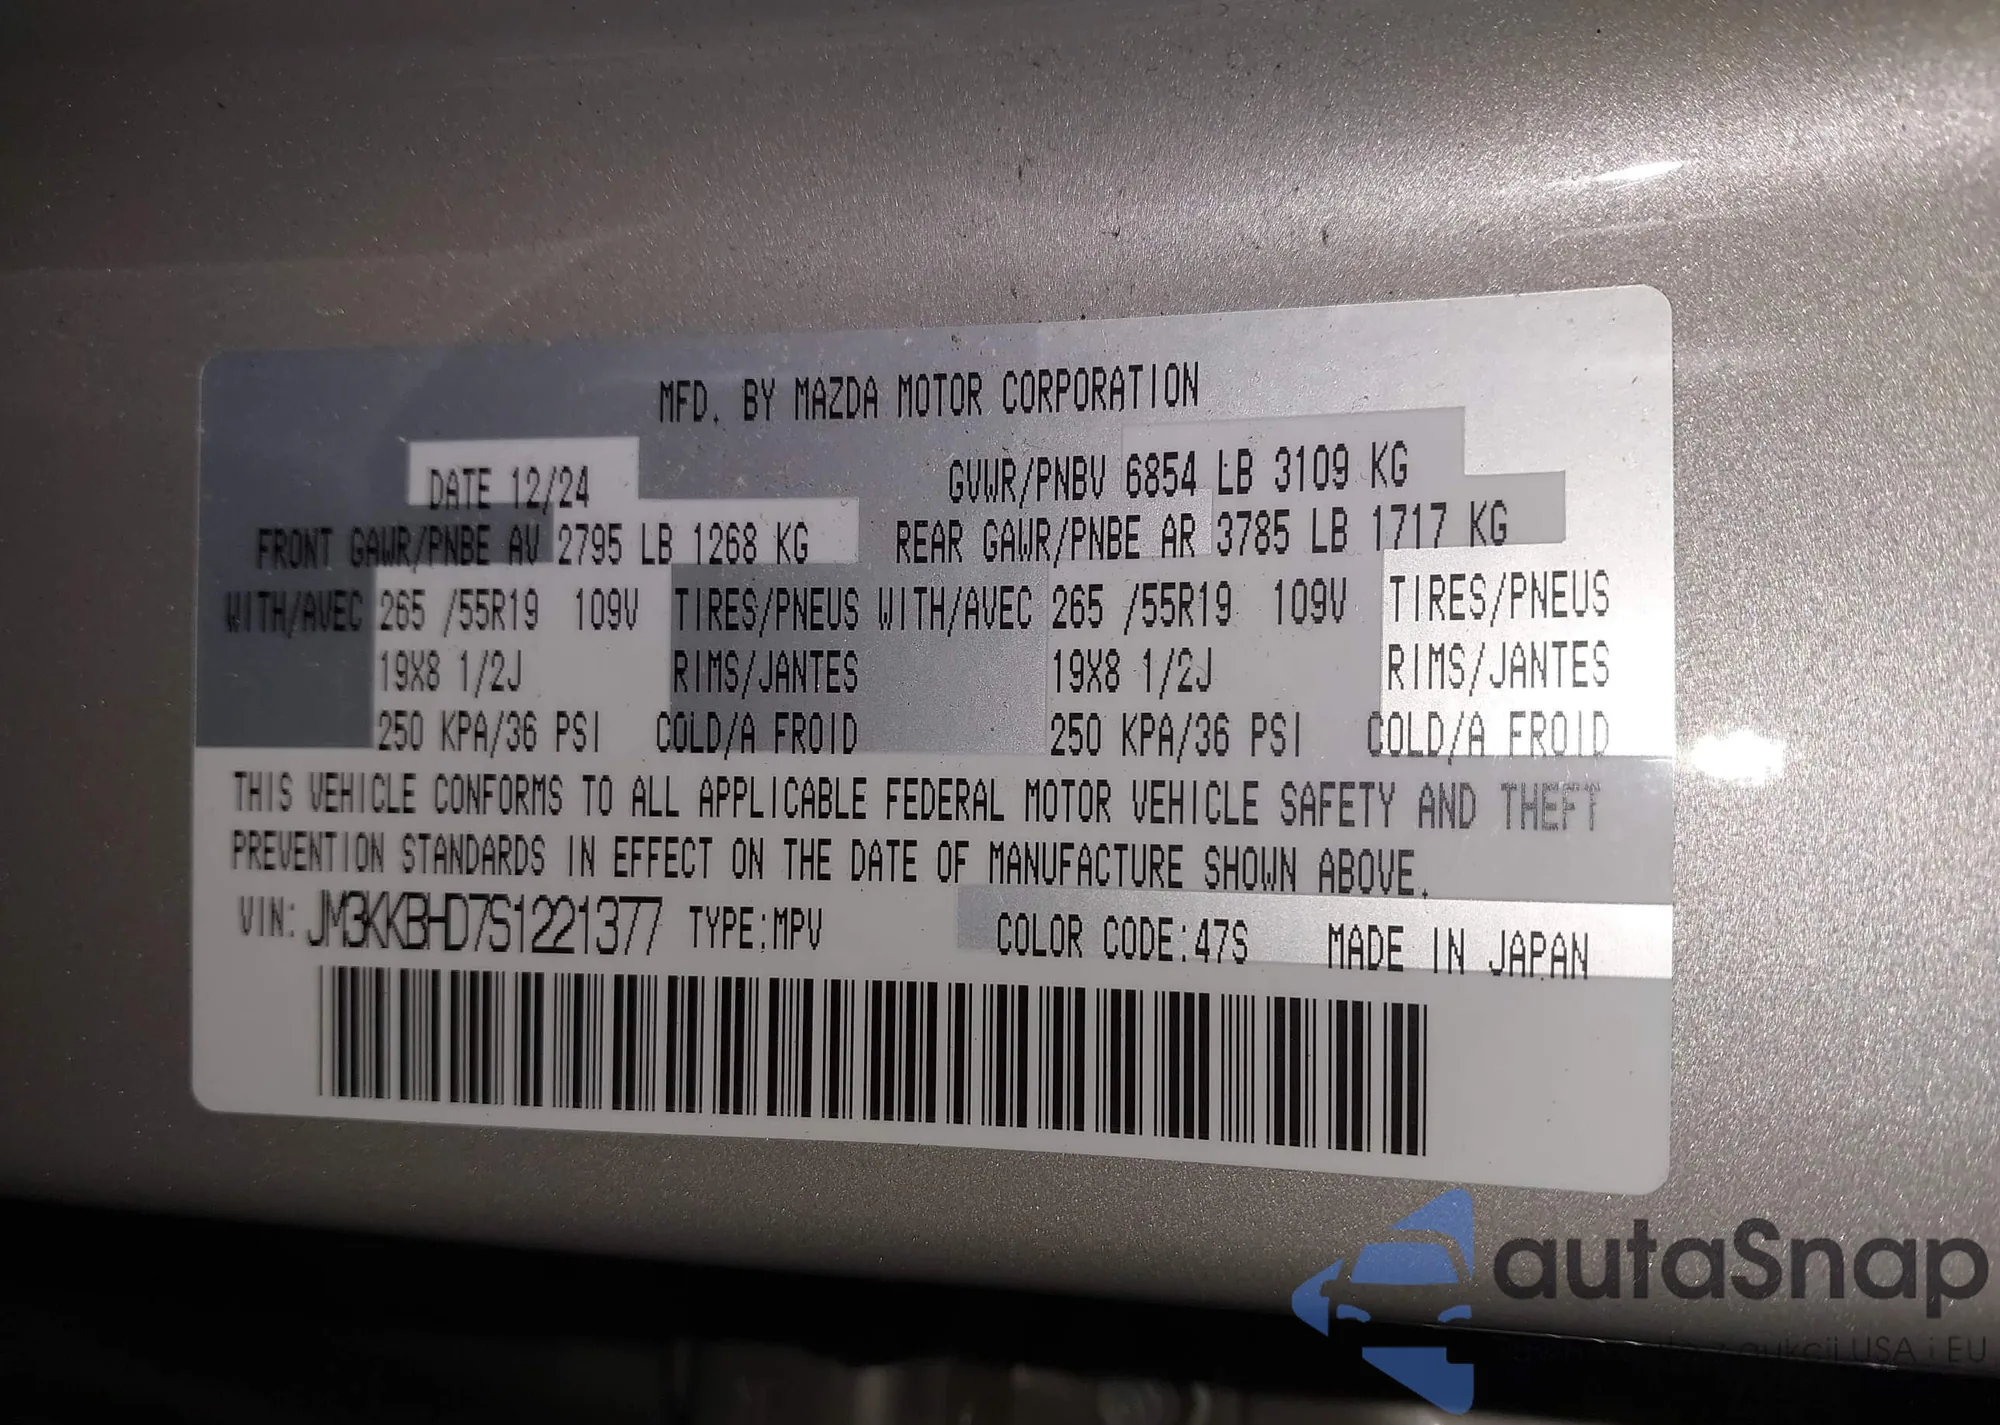 MFD. BY MAZDA MOTOR CORPORATION
DATE 12/24 GVWR/PNBV 6854 LB 3109 KG
FRONT GAWR/PNBE AV 2795 LB 1268 KG REAR GAWR/PNBE AR 3785 LB 1717 KG
WITH/AVEC 265 /55R19 109V TIRES/PNEUS WITH/AVEC 265 /55R19 109V TIRES/PNEUS
19X8 1/2J RIMS/JANTES 19X8 1/2J RIMS/JANTES
250 KPA/36 PSI COLD/A FROID 250 KPA/36 PSI COLD/A FROID
THIS VEHICLE CONFORMS TO ALL APPLICABLE FEDERAL MOTOR VEHICLE SAFETY AND THEFT
PREVENTION STANDARDS IN EFFECT ON THE DATE OF MANUFACTURE SHOWN ABOVE.
VIN: JM3KKBHD7S1221377 TYPE:MPV COLOR CODE:47S MADE IN JAPAN
autaSnap
z aukcji USA i EU